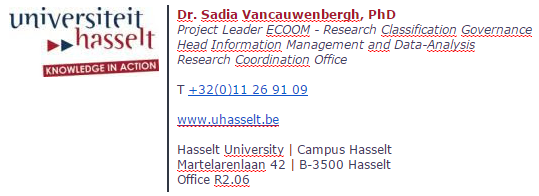 universiteit
hasselt
KNOWLEDGE IN ACTION
Dr. Sadia Vancauwenbergh, PhD
Project Leader ECOOM - Research Classification Governance
Head Information Management and Data-Analysis
Research Coordination Office
T +32(0)11 26 91 09
www.uhasselt.be
Hasselt University | Campus Hasselt
Martelarenlaan 42 | B-3500 Hasselt
Office R2.06